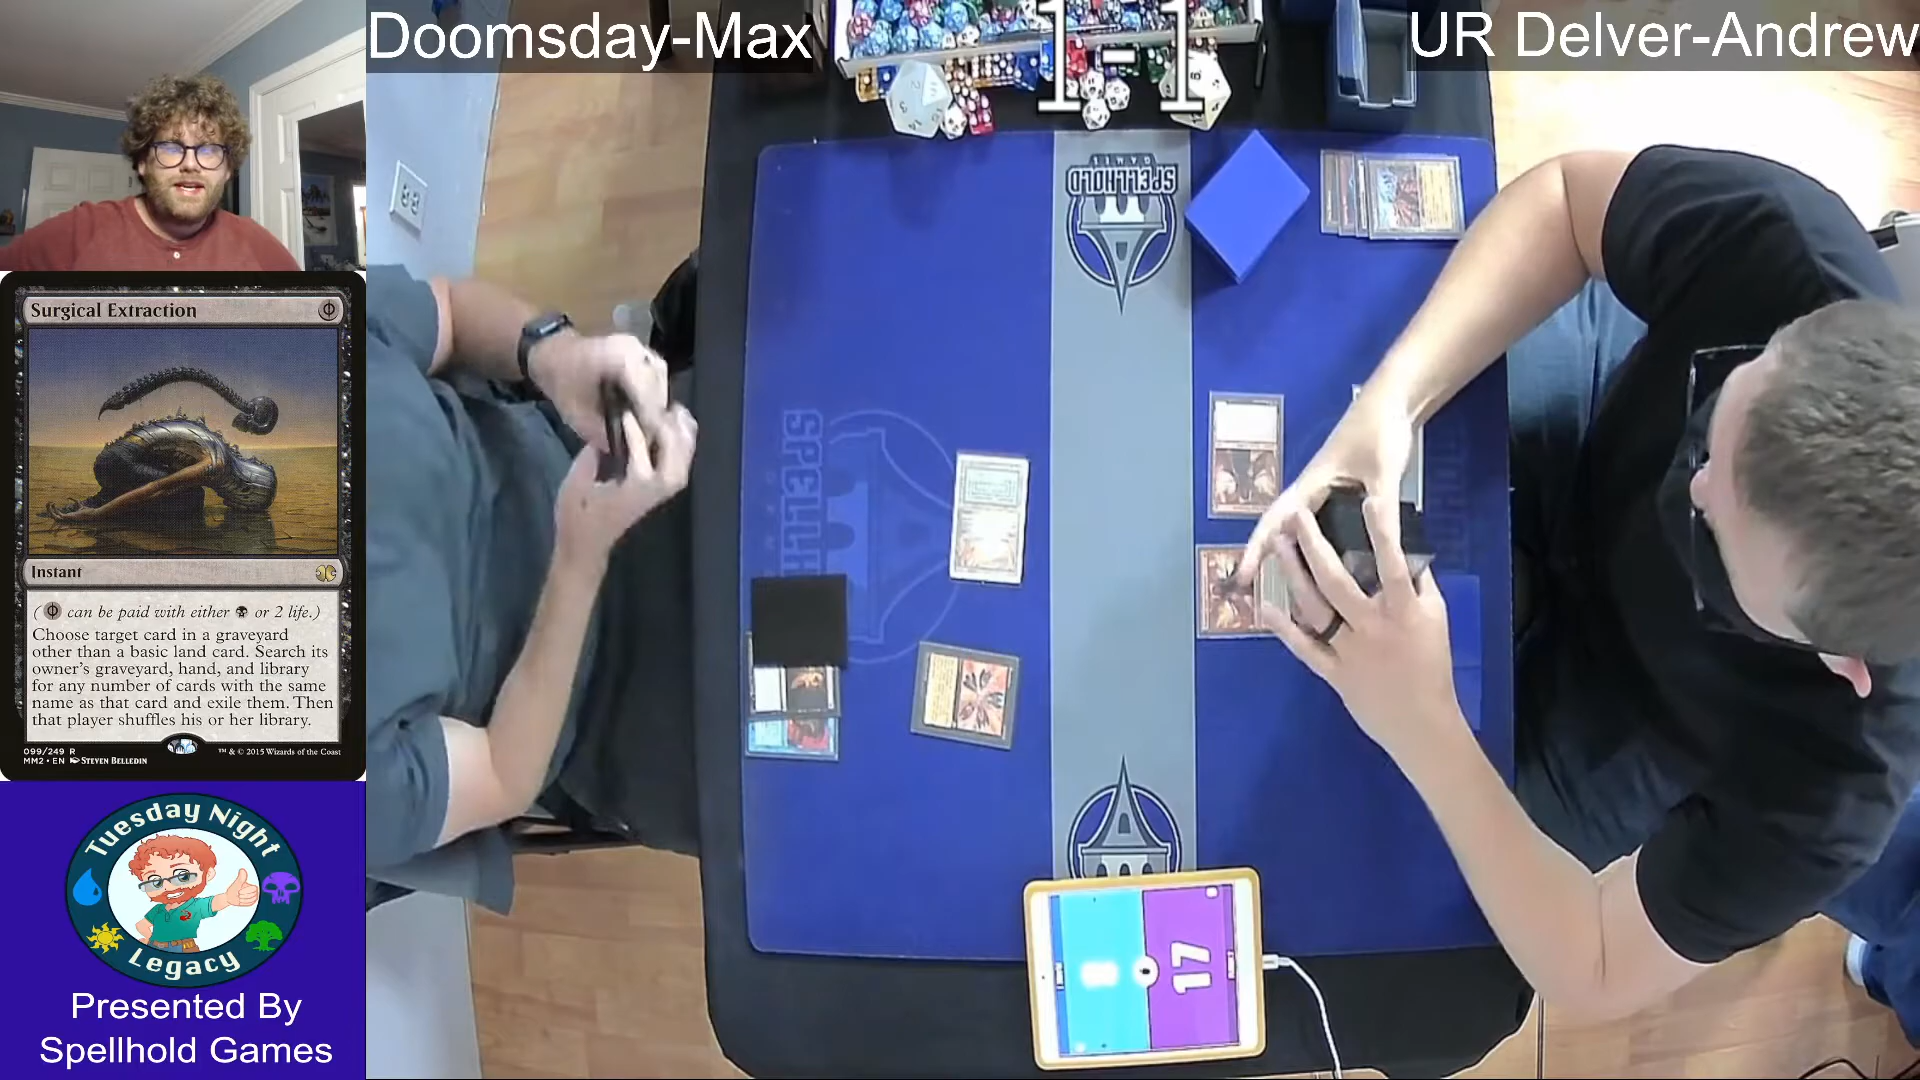 Doomsday-Max
1-1
UR Delver-Andrew
Surgical Extraction
Instant
( can be paid with either or 2 life.)
Choose target card in a graveyard
other than a basic land card. Search its
owner's graveyard, hand, and library
for any number of cards with the same
name as that card and exile them. Then
that player shuffles his or her library.
099/249 R
MM2 • EN STEVEN BELLEDIN
™ & © 2015 Wizards of the Coast
SPELLHOLD
GAMES
17
Tuesday Night
Legacy
Presented By
Spellhold Games